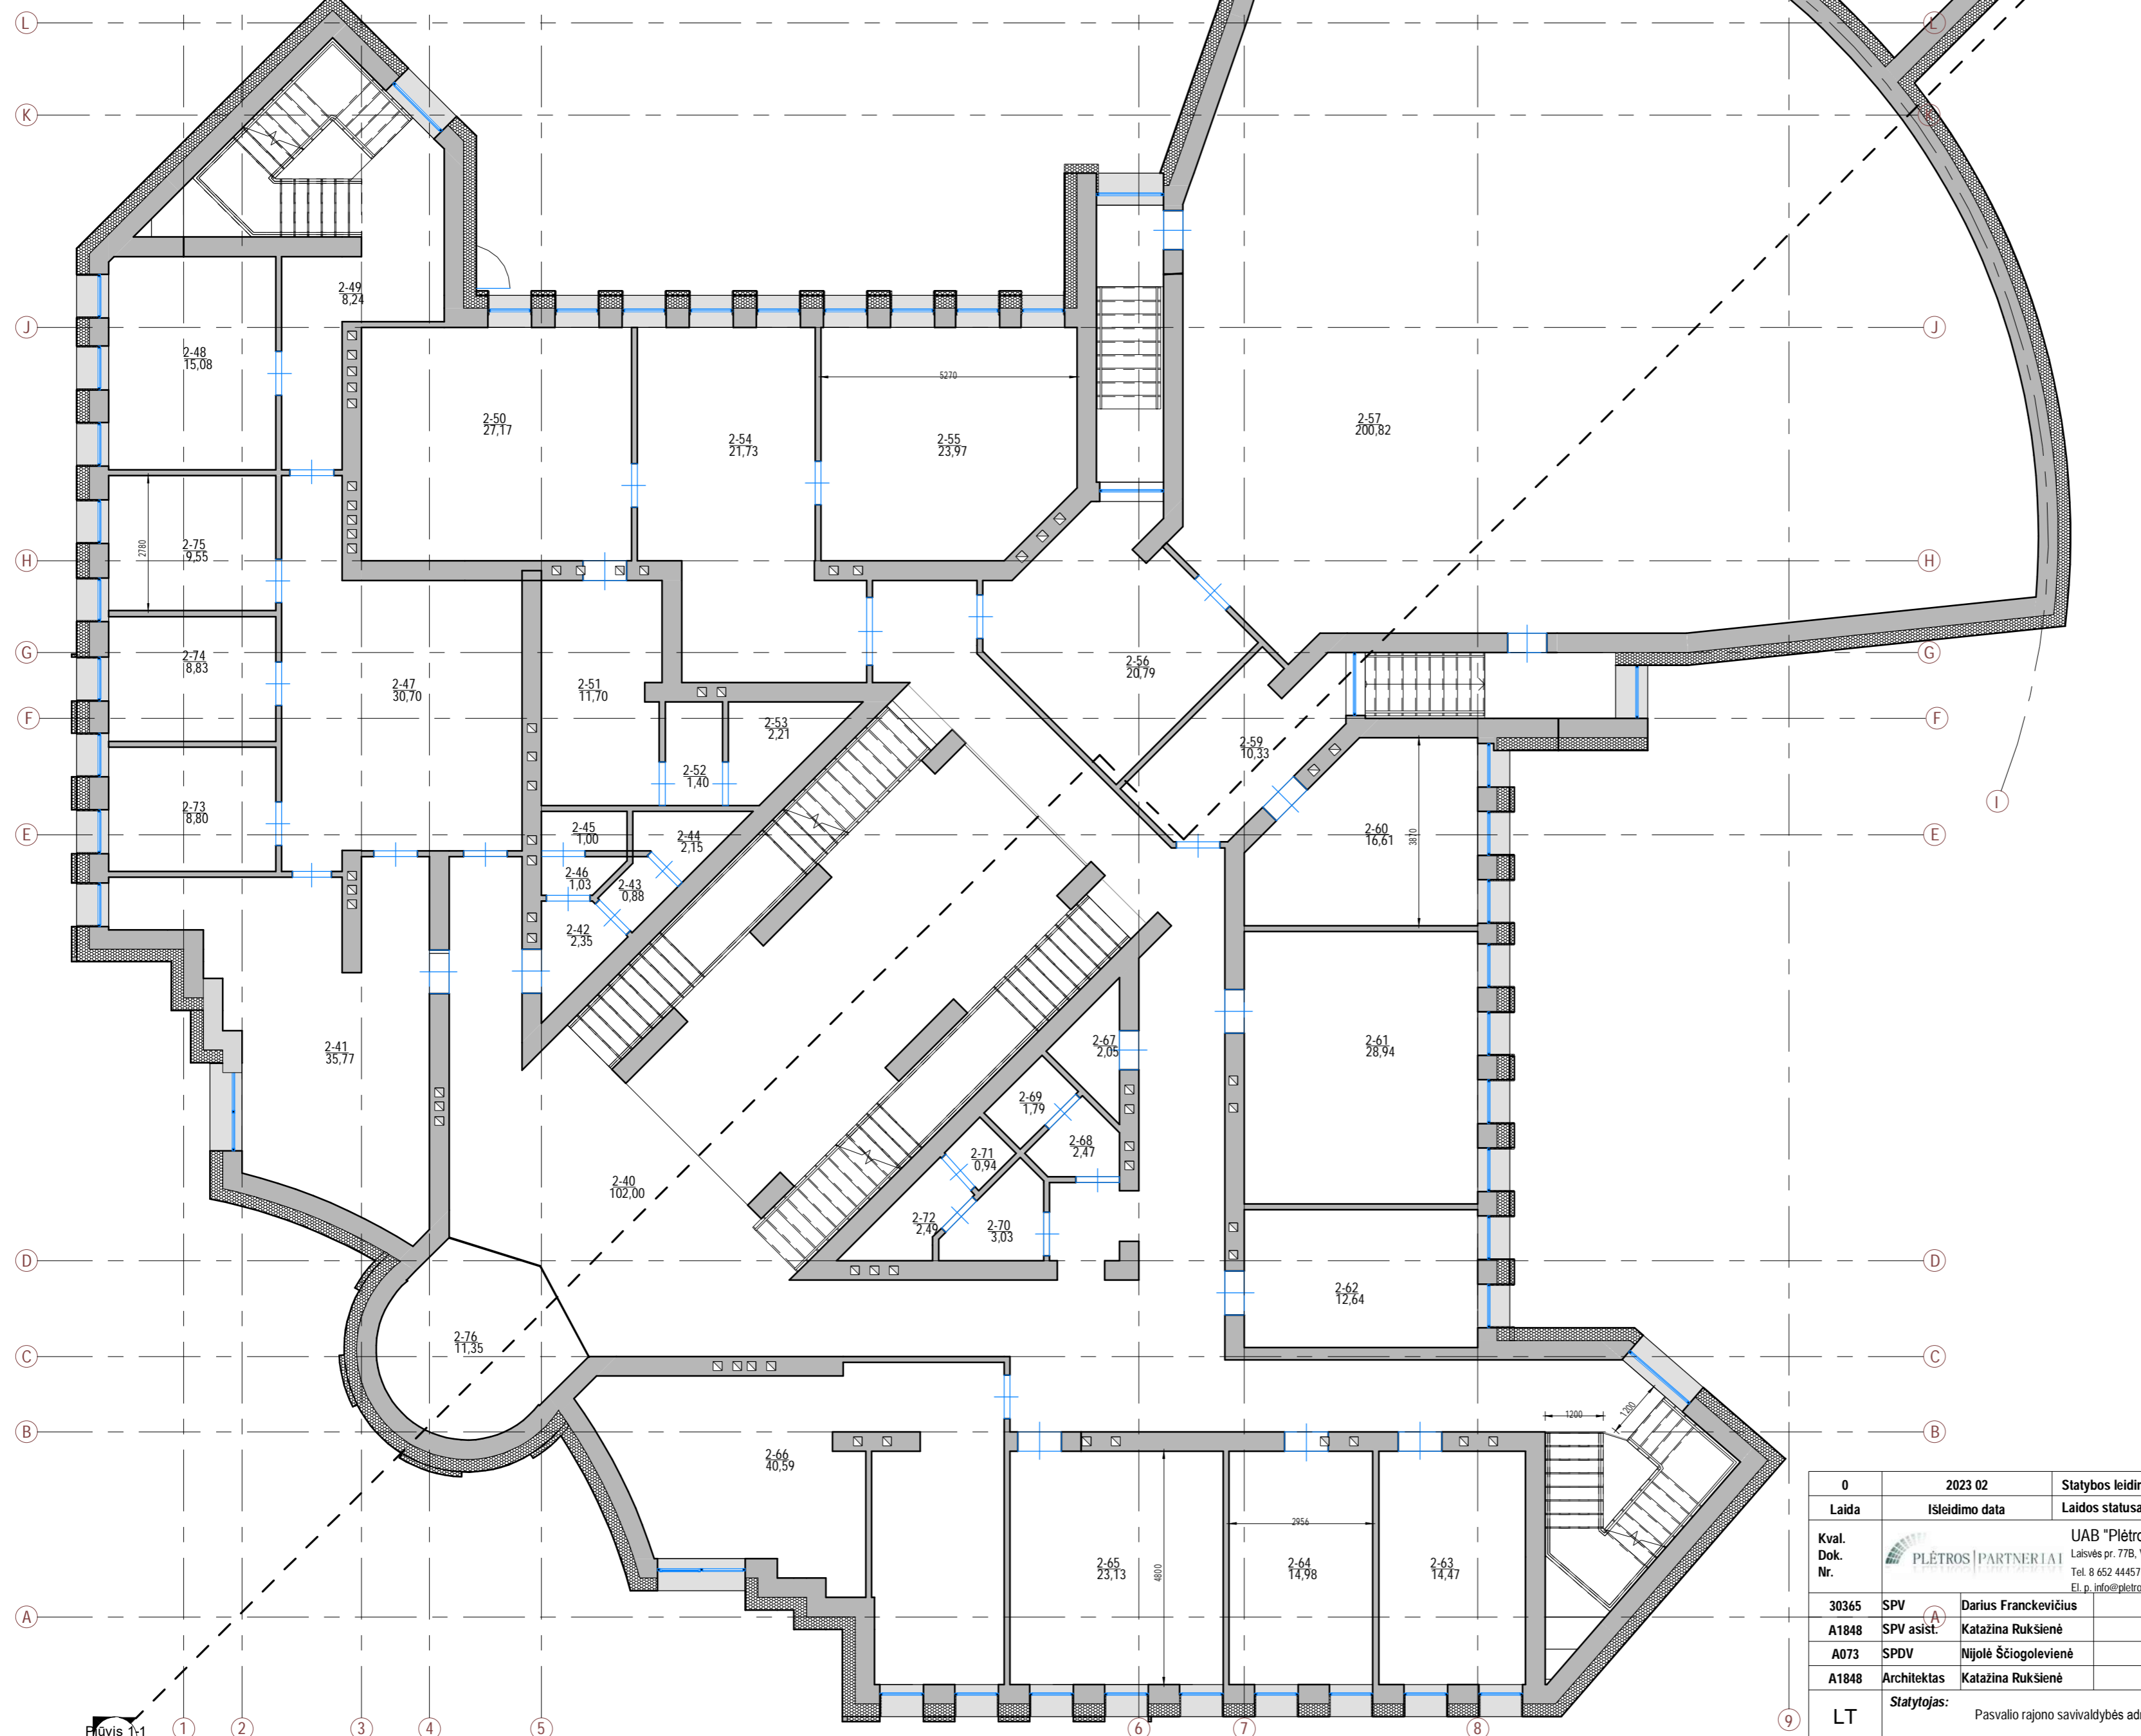 L
L
K
K
2-49
8,24
J
J
2-48
15,08
5270
2-50
27,17
2-54
21,73
2-55
23,97
2-57
200,82
2780
2-75
9,55
H
H
G
G
2-74
8,83
2-47
30,70
2-51
11,70
2-56
20,79
F
F
2-53
2,21
2-59
10,33
2-52
1,40
I
2-73
8,80
E
E
2-45
1,00
2-44
2,15
2-60
16,61
3870
2-46
1,03
2-43
0,88
2-42
2,35
2-41
35,77
2-67
2,05
2-61
28,94
2-69
1,79
2-68
2,47
2-71
0,94
2-40
102,00
2-72
2,49
2-70
3,03
D
D
2-62
12,64
2-76
11,35
C
C
1200
1200
B
B
2-66
40,59
2-65
23,13
4800
2956
2-64
14,98
2-63
14,47
A
A
0
2023 02
Laida
Išleidimo data
Kval.
Dok.
Nr.
PLĖTROS|PARTNERIAI
UAB
Laisvės pr. 77B,
Tel. 8 652 44457
El. p.
30365
SPV
Darius Franckevičius
A1848
SPV asist.
Katažina Rukšienė
A073
SPDV
Nijolė Ščiogolevienė
A1848
Architektas
Katažina Rukšienė
LT
Statytojas:
Pasvalio rajono savivaldybės
Pjūvis 1-1
1
2
3
4
5
6
7
8
9